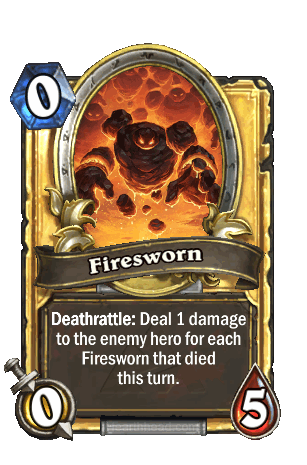 0
Firesworn
Deathrattle: Deal 1 damage
to the enemy hero for each
Firesworn that died
this turn.
0
5